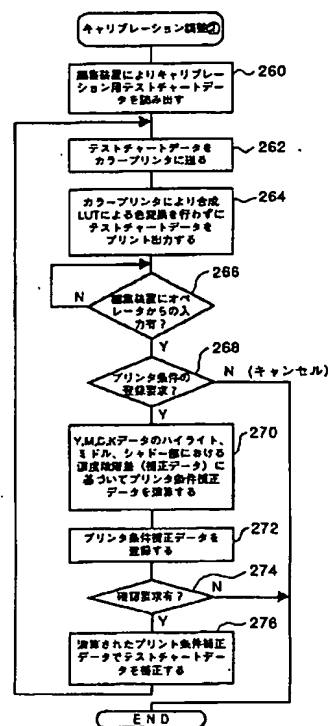 キャリブレーション調整②
260
編集装置によりキャリブレー
ション用テストチャートデー
タを読み出す
262
テストチャートデータを
カラープリンタに送る
264
カラープリンタにより合成
LUTによる色変換を行わずに
テストチャートデータを
プリント出力する
266
編集装置にオペ
レータからの入
力有?
N
Y
268
プリンタ条件の
登録要求?
N (キャンセル)
Y
270
Y,M,C,Kデータのハイライト、
ミドル、シャドー部における
濃度段階量(補正データ)に
基づいてプリンタ条件補正
データを演算する
272
プリンタ条件補正データを
登録する
274
確認要求有?
N
Y
276
演算されたプリント条件補正
データでテストチャートデー
タを補正する
END